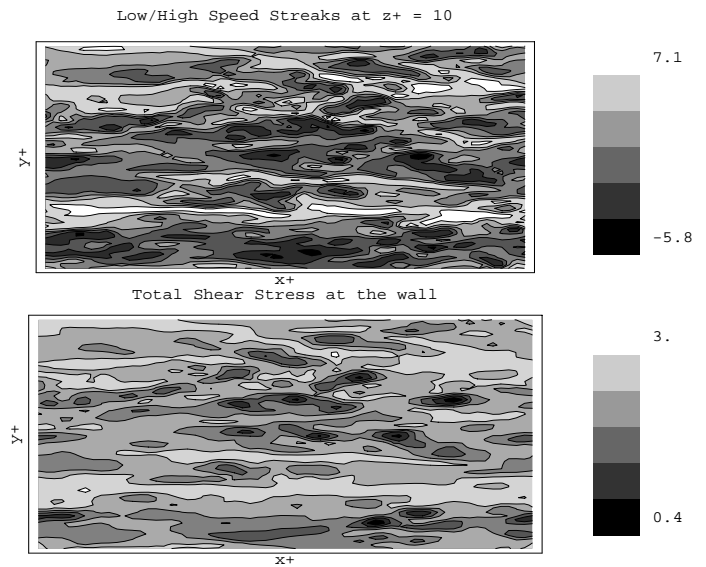 Low/High Speed Streaks at z+ = 10
7.1
y+
-5.8
x+
Total Shear Stress at the wall
3.
y+
0.4
x+